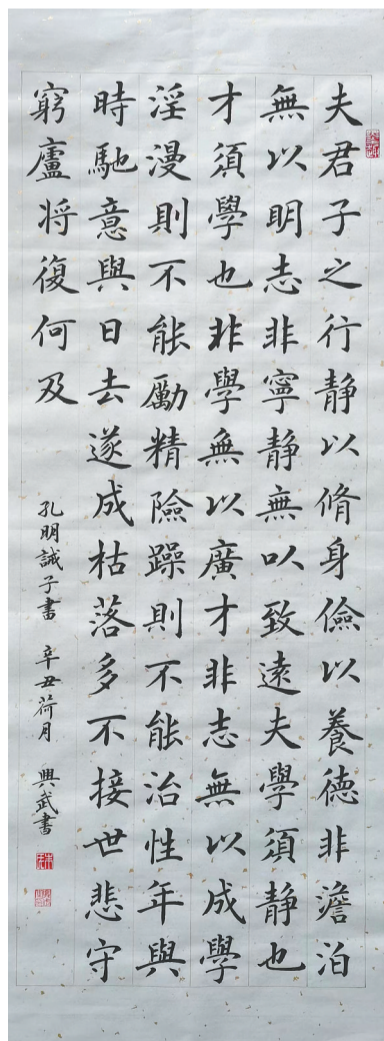 夫君子之行静以脩身儉以養德非澹泊
無以明志非寧静無以致遠夫學須静也
才須學也非學無以廣才非志無以成學
淫漫則不能勵精險躁則不能治性年與
時馳意與日去遂成枯落多不接世悲守
窮廬将復何及
孔明誡子書 辛丑荷月 興武書